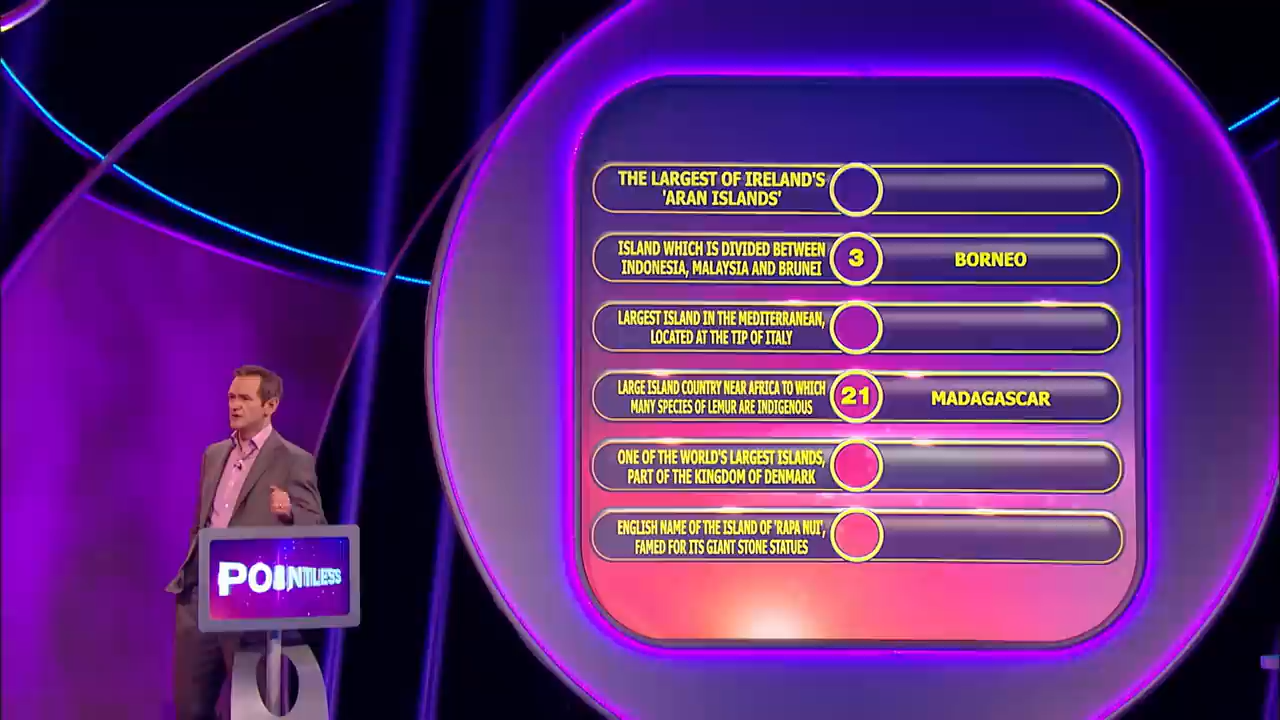 THE LARGEST OF IRELAND'S
'ARAN ISLANDS'
ISLAND WHICH IS DIVIDED BETWEEN
INDONESIA, MALAYSIA AND BRUNEI
3
BORNEO
LARGEST ISLAND IN THE MEDITERRANEAN,
LOCATED AT THE TIP OF ITALY
LARGE ISLAND COUNTRY NEAR AFRICA TO WHICH
MANY SPECIES OF LEMUR ARE INDIGENOUS
21
MADAGASCAR
ONE OF THE WORLD'S LARGEST ISLANDS,
PART OF THE KINGDOM OF DENMARK
ENGLISH NAME OF THE ISLAND OF 'RAPA NUI',
FAMED FOR ITS GIANT STONE STATUES
POINTLESS